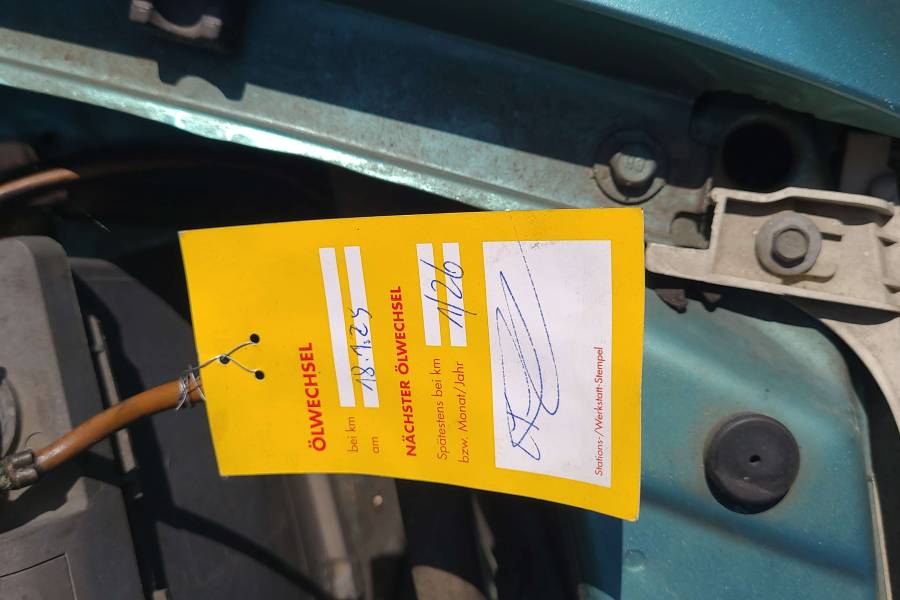 ÖLWECHSEL
bei km
am 18.1.25
NÄCHSTER ÖLWECHSEL
Spätestens bei km
bzw. Monat/Jahr 1/26
Stations-/Werkstatt-Stempel